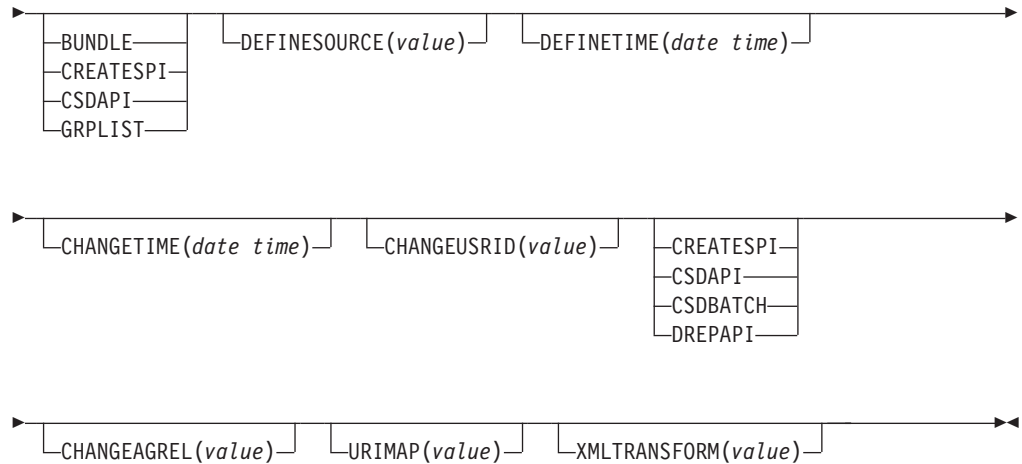 BUNDLE DEFINESOURCE(value) DEFINETIME(date time)
CREATESPI
CSDAPI
GRPLIST
CHANGETIME(date time) CHANGEUSRID(value) CREATESPI
CSDAPI
CSDBATCH
DREPAPI
CHANGEAGREL(value) URIMAP(value) XMLTRANSFORM(value)